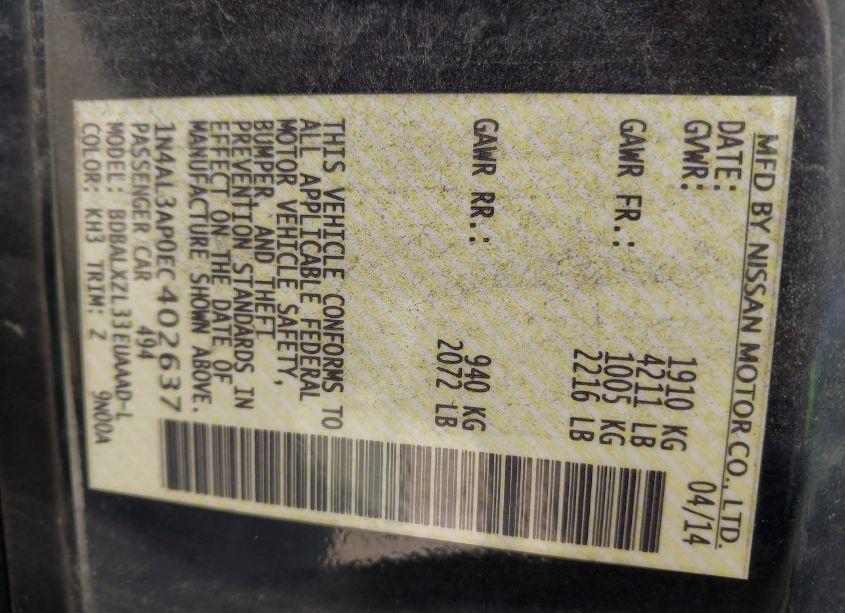 MFD BY NISSAN MOTOR CO., LTD.
DATE: 04/14
GVWR: 1910 KG
4211 LB
GAWR FR.: 1005 KG
2216 LB
GAWR RR.: 940 KG
2072 LB
THIS VEHICLE CONFORMS TO
ALL APPLICABLE FEDERAL
MOTOR VEHICLE SAFETY,
BUMPER, AND THEFT
PREVENTION STANDARDS IN
EFFECT ON THE DATE OF
MANUFACTURE SHOWN ABOVE.
1N4AL3AP0EC402637
PASSENGER CAR 494
MODEL: BDBALXZL33EUAAAD-L
COLOR: KH3 TRIM: Z 9N00A